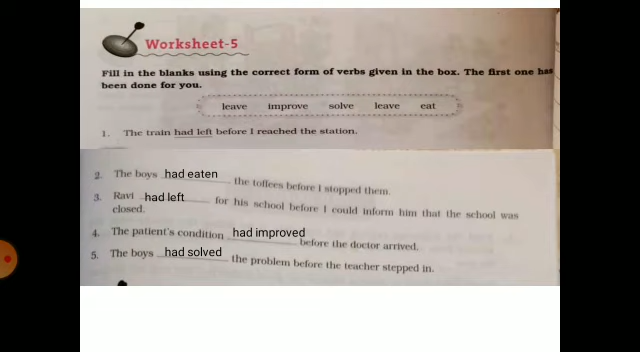 Worksheet-5
Fill in the blanks using the correct form of verbs given in the box. The first one has
been done for you.
leave improve solve leave eat
1. The train had left before I reached the station.
2. The boys had eaten the toffees before I stopped them.
3. Ravi had left for his school before I could inform him that the school was
closed.
4. The patient's condition had improved before the doctor arrived.
5. The boys had solved the problem before the teacher stepped in.